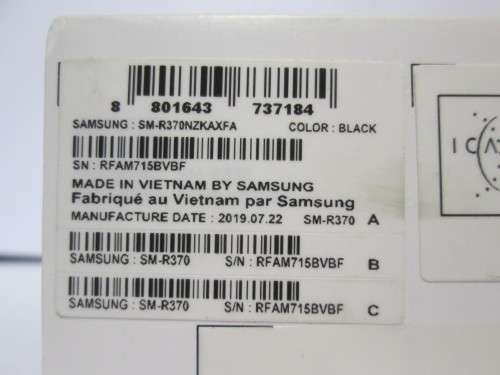 8 801643 737184
SAMSUNG : SM-R370NZKAXFA COLOR : BLACK
SN : RFAM715BVBF
MADE IN VIETNAM BY SAMSUNG
Fabriqué au Vietnam par Samsung
MANUFACTURE DATE : 2019.07.22 SM-R370 A
SAMSUNG : SM-R370 S/N : RFAM715BVBF B
SAMSUNG : SM-R370 S/N : RFAM715BVBF C